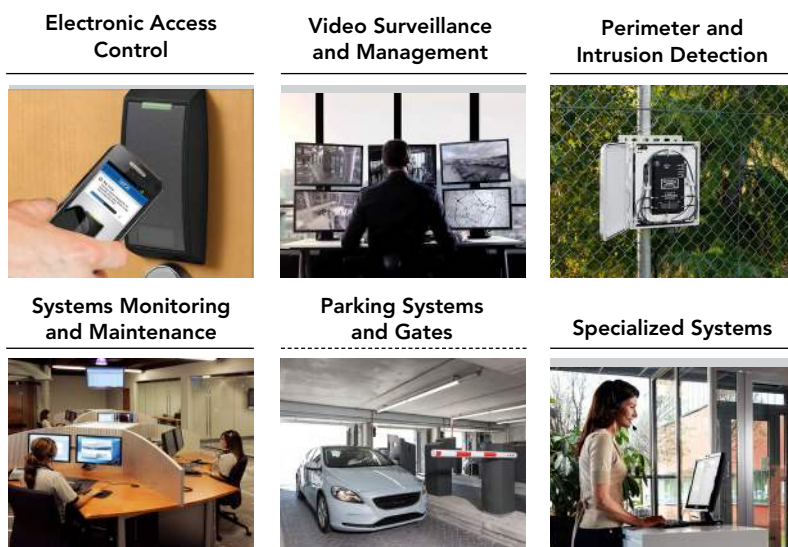 Electronic Access
Control
Video Surveillance
and Management
Perimeter and
Intrusion Detection
Systems Monitoring
and Maintenance
Parking Systems
and Gates
Specialized Systems